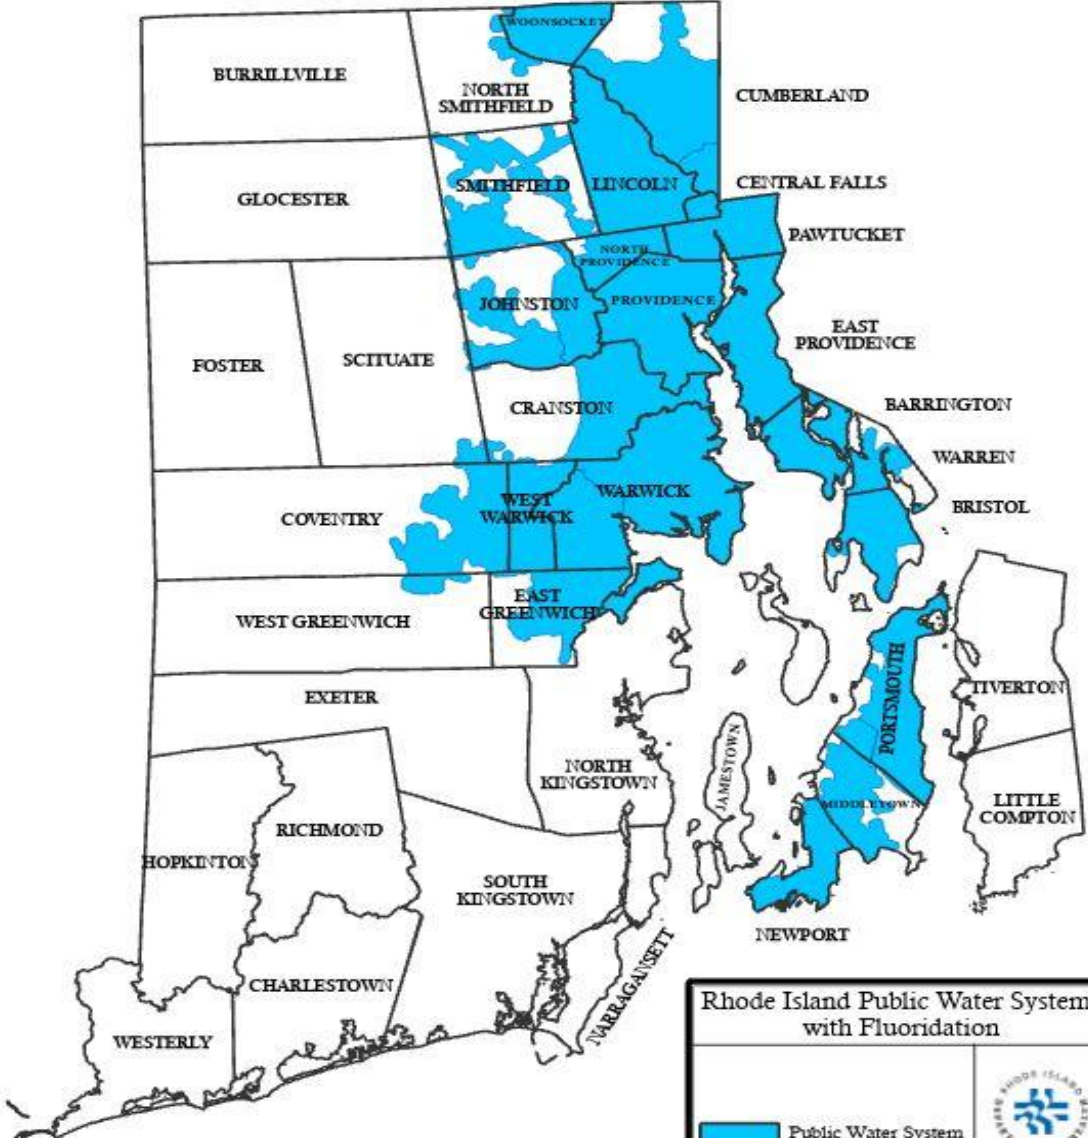 WOONSOCKET
BURRILLVILLE
NORTH
SMITHFIELD
CUMBERLAND
SMITHFIELD
LINCOLN
CENTRAL FALLS
GLOCESTER
PAWTUCKET
NORTH
PROVIDENCE
JOHNSTON
PROVIDENCE
EAST
PROVIDENCE
FOSTER
SCITUATE
CRANSTON
BARRINGTON
WARREN
WEST
WARWICK
WARWICK
COVENTRY
BRISTOL
EAST
GREENWICH
WEST GREENWICH
PORTSMOUTH
TIVERTON
EXETER
JAMESTOWN
NORTH
KINGSTOWN
MIDDLETOWN
LITTLE
COMPTON
RICHMOND
HOPKINTON
SOUTH
KINGSTOWN
NEWPORT
NARRAGANSETT
CHARLESTOWN
WESTERLY
Rhode Island Public Water System
with Fluoridation
Public Water System
RHODE ISLAND